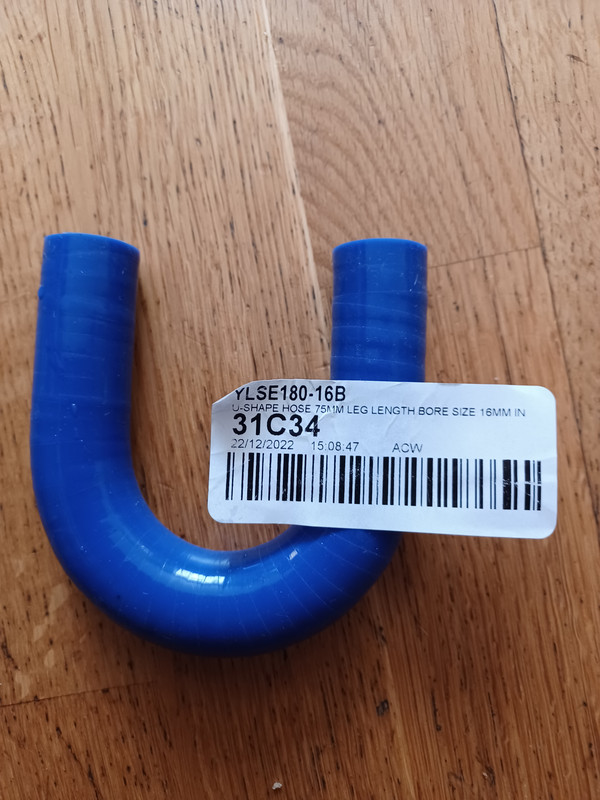 YLSE180-16B
U-SHAPE HOSE 75MM LEG LENGTH BORE SIZE 16MM IN
31C34
22/12/2022 15:08:47 ACW